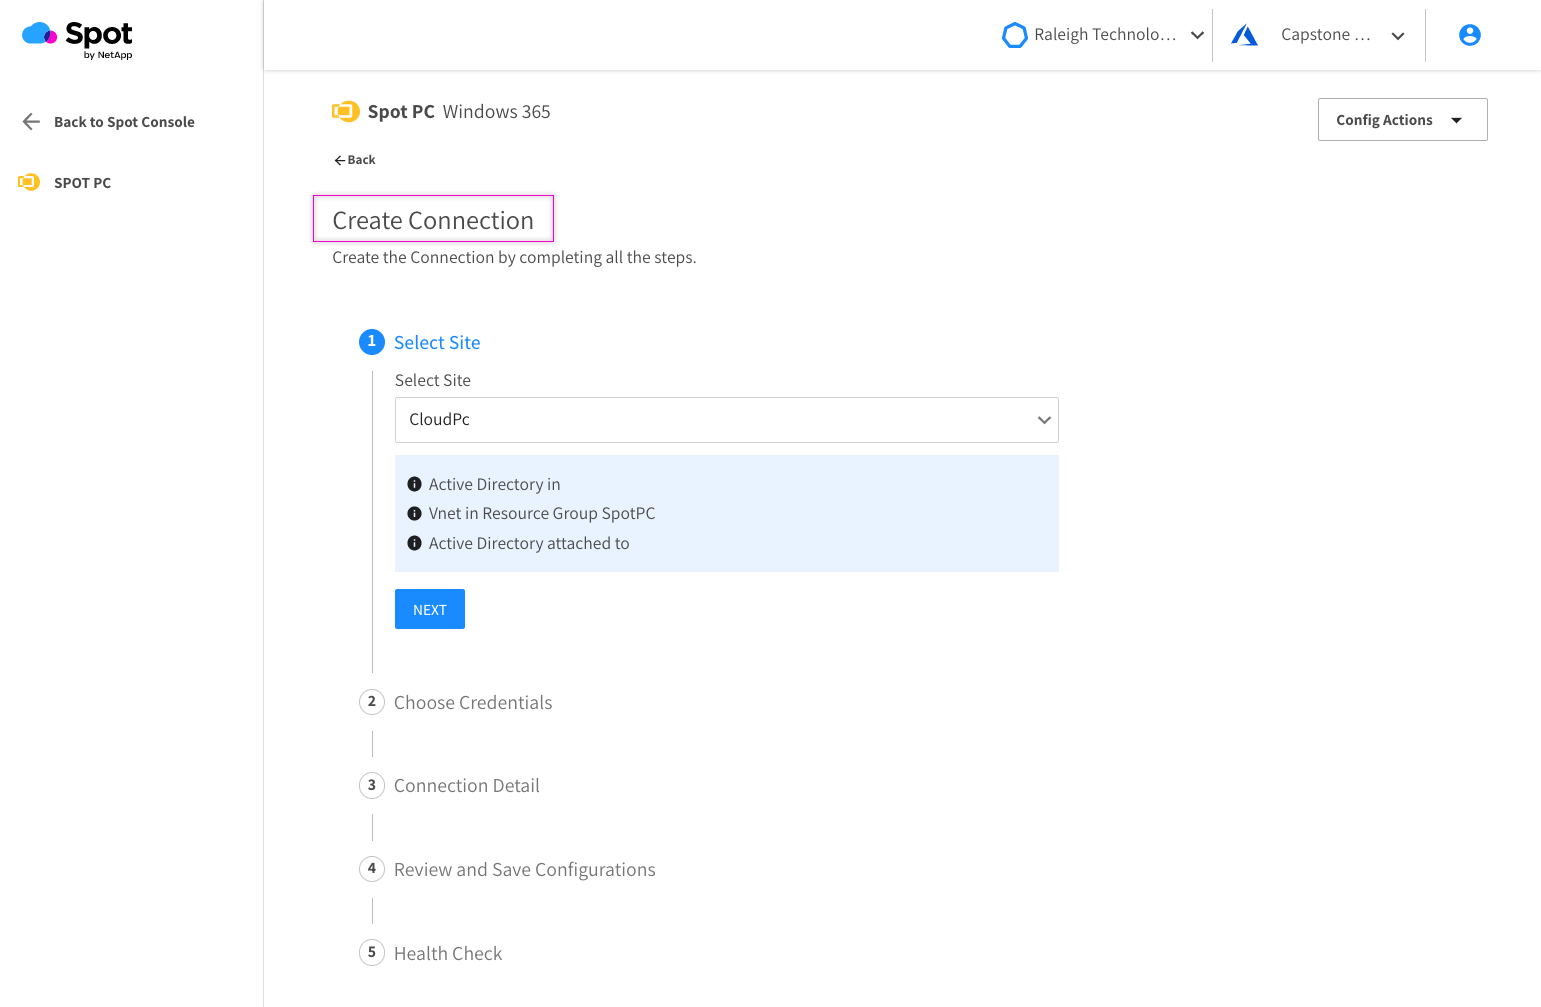 Spot
by NetApp
Raleigh Technolo...
Capstone ...
Back to Spot Console
SPOT PC
Spot PC Windows 365
Config Actions
Back
Create Connection
Create the Connection by completing all the steps.
1 Select Site
Select Site
CloudPc
Active Directory in
Vnet in Resource Group SpotPC
Active Directory attached to
NEXT
2 Choose Credentials
3 Connection Detail
4 Review and Save Configurations
5 Health Check